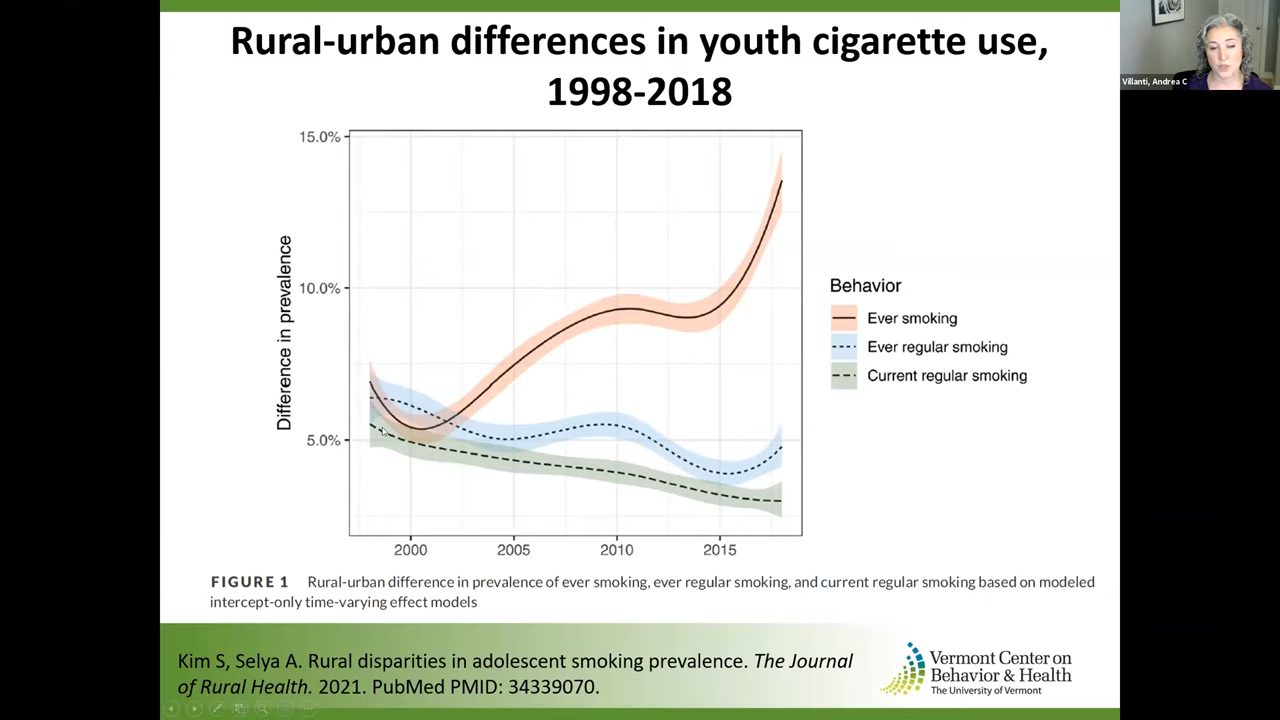 Rural-urban differences in youth cigarette use,
1998-2018
Villanti, Andrea C
15.0%
10.0%
5.0%
Difference in prevalence
2000
2005
2010
2015
Behavior
Ever smoking
Ever regular smoking
Current regular smoking
FIGURE 1 Rural-urban difference in prevalence of ever smoking, ever regular smoking, and current regular smoking based on modeled
intercept-only time-varying effect models
Kim S, Selya A. Rural disparities in adolescent smoking prevalence. The Journal
of Rural Health. 2021. PubMed PMID: 34339070.
Vermont Center on
Behavior & Health
The University of Vermont